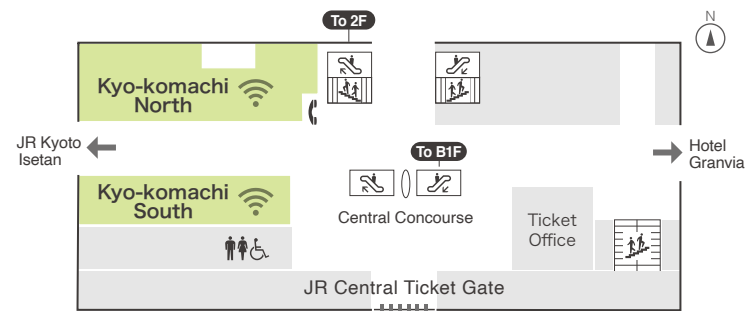 To 2F
N
Kyo-komachi
North
JR Kyoto
Isetan
To B1F
Hotel
Granvia
Kyo-komachi
South
Central Concourse
Ticket
Office
JR Central Ticket Gate